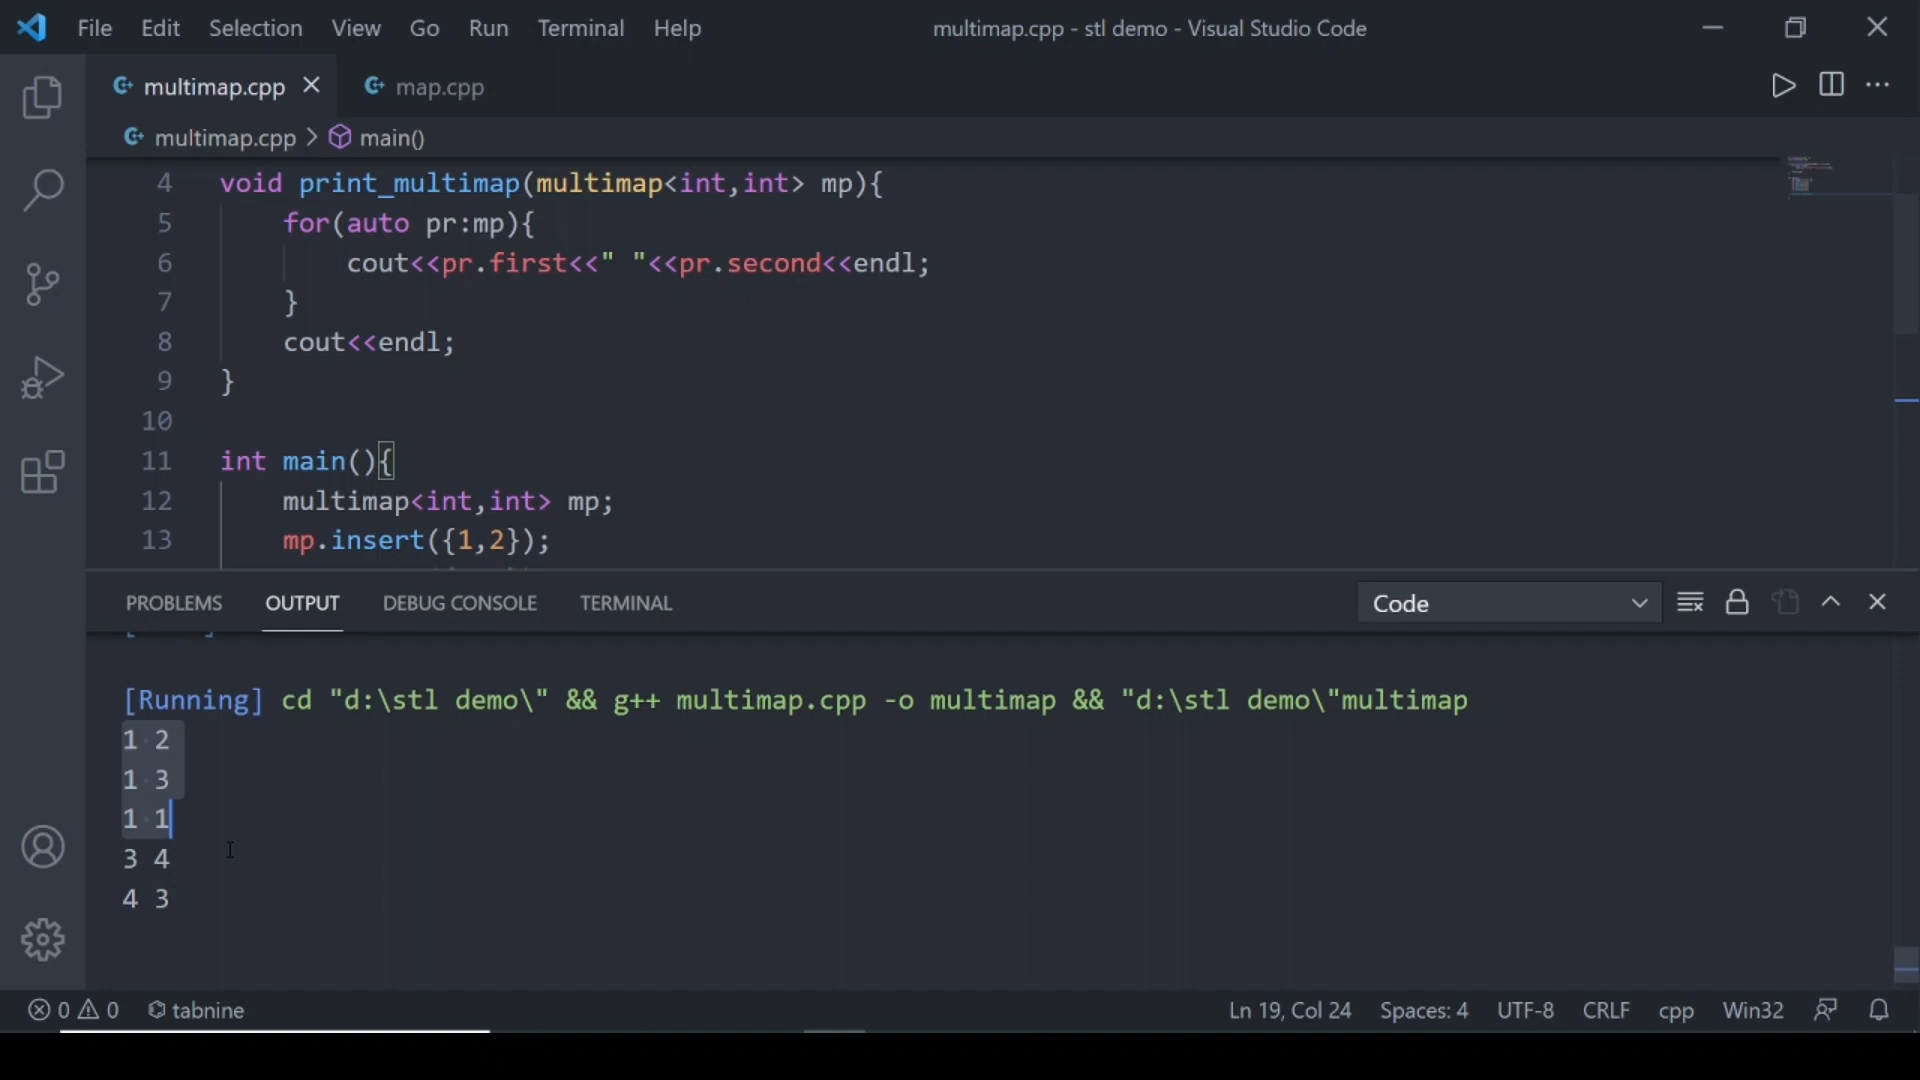 File Edit Selection View Go Run Terminal Help multimap.cpp - stl demo - Visual Studio Code
multimap.cpp map.cpp
multimap.cpp > main()
4 void print_multimap(multimap<int,int> mp){
5 for(auto pr:mp){
6 cout<<pr.first<<" "<<pr.second<<endl;
7 }
8 cout<<endl;
9 }
10
11 int main(){
12 multimap<int,int> mp;
13 mp.insert({1,2});
PROBLEMS OUTPUT DEBUG CONSOLE TERMINAL Code
[Running] cd "d:\stl demo\" && g++ multimap.cpp -o multimap && "d:\stl demo\"multimap
1 2
1 3
1 1
3 4
4 3
0 0 tabnine Ln 19, Col 24 Spaces: 4 UTF-8 CRLF cpp Win32